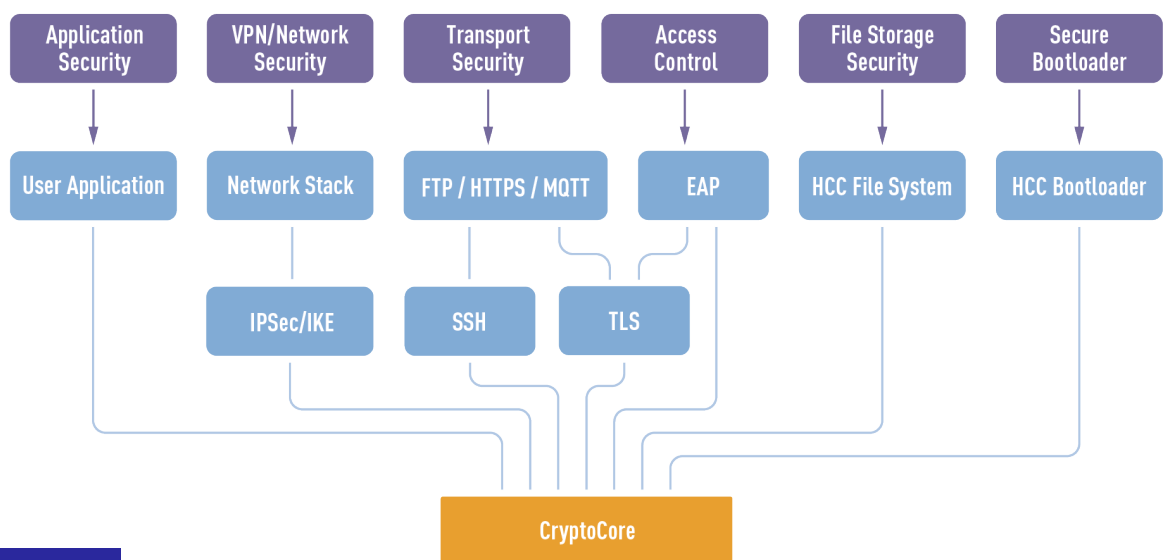 Application
Security
VPN/Network
Security
Transport
Security
Access
Control
File Storage
Security
Secure
Bootloader
User Application
Network Stack
FTP / HTTPS / MQTT
EAP
HCC File System
HCC Bootloader
IPSec/IKE
SSH
TLS
CryptoCore